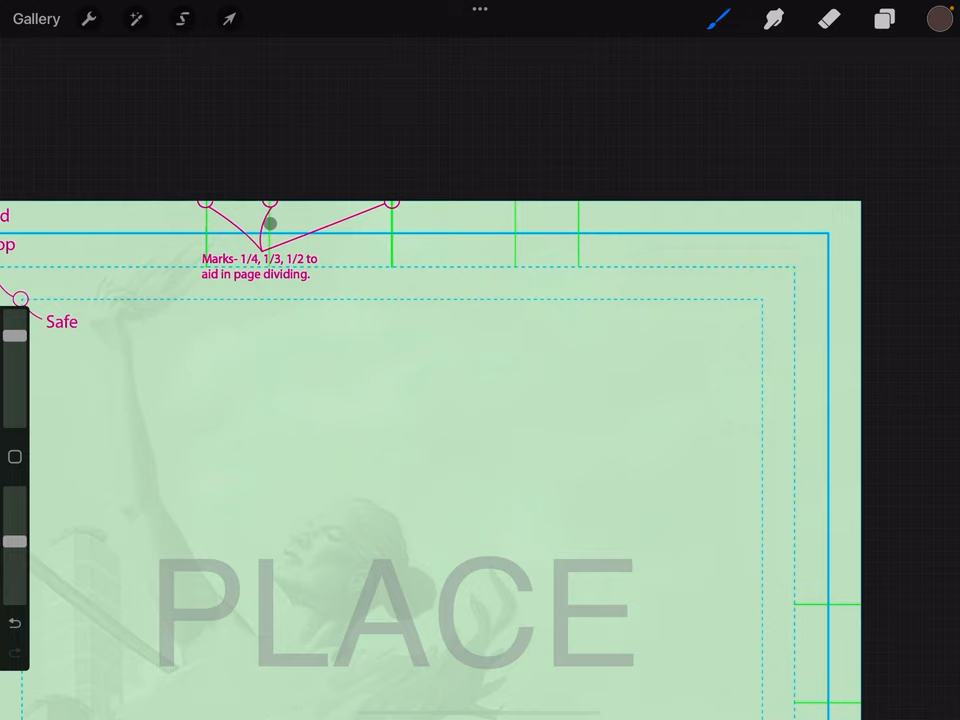 Gallery
d
op
Marks- 1/4, 1/3, 1/2 to
aid in page dividing.
Safe
PLACE